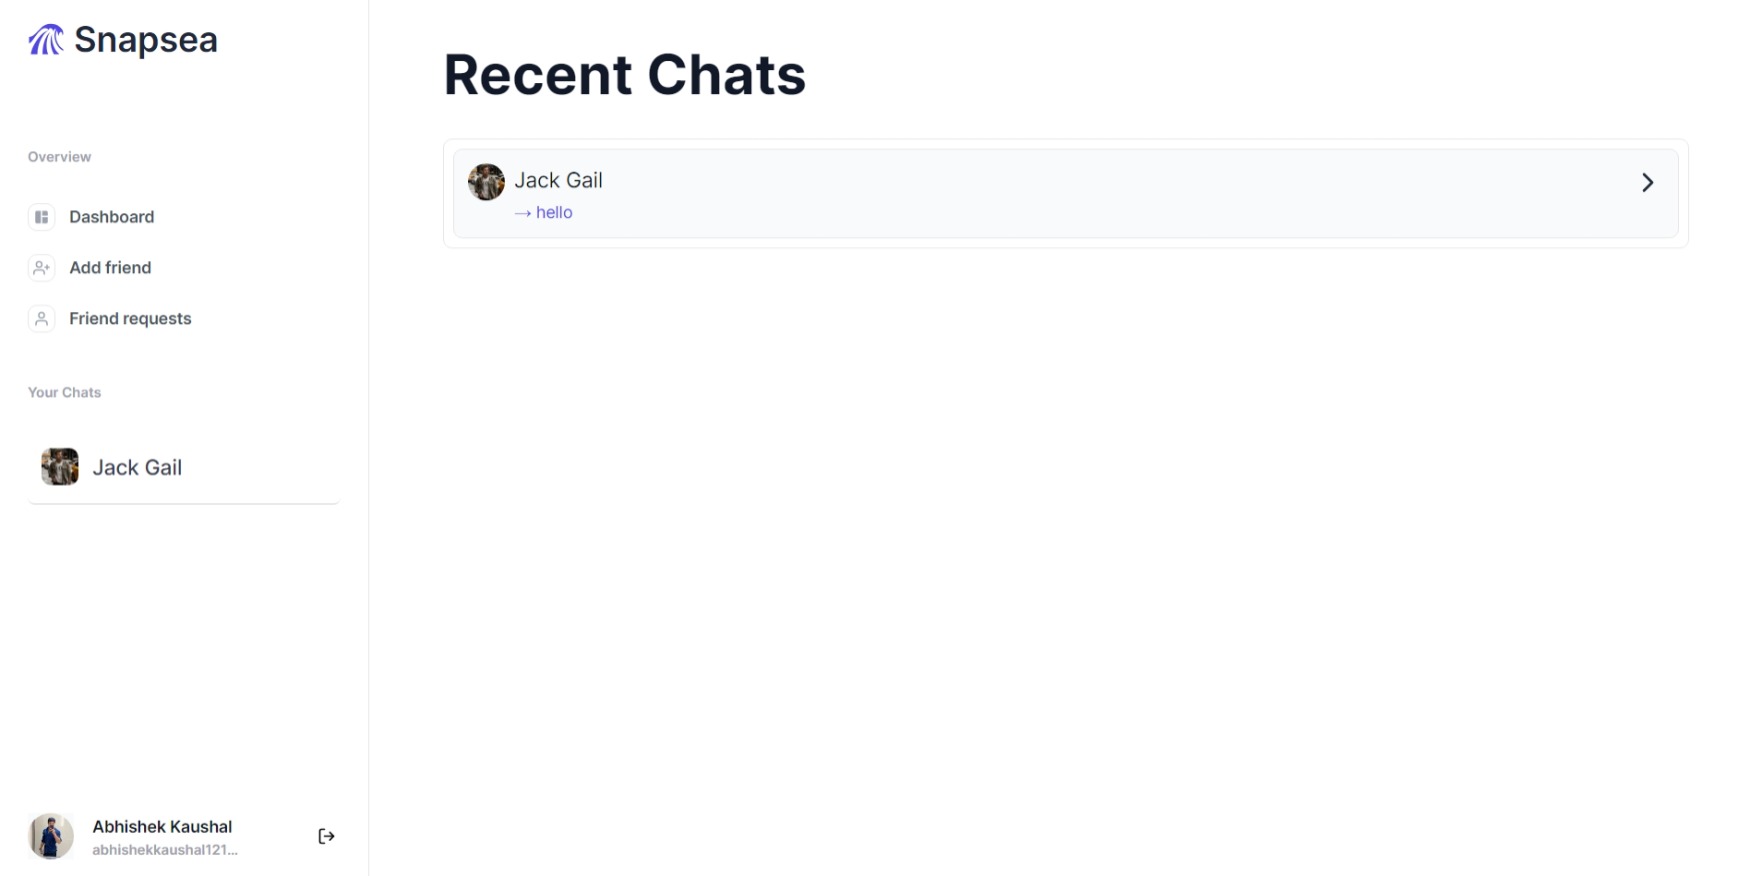 Snapsea
Overview
Dashboard
Add friend
Friend requests
Your Chats
Jack Gail
Abhishek Kaushal
abhishekkaushal121...
Recent Chats
Jack Gail
→ hello